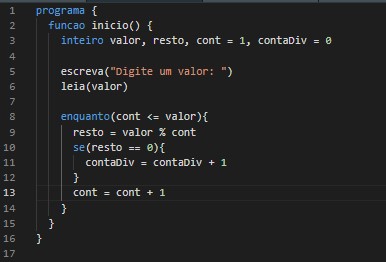 1 programa {
2 funcao inicio() {
3 inteiro valor, resto, cont = 1, contaDiv = 0
4
5 escreva("Digite um valor: ")
6 leia(valor)
7
8 enquanto(cont <= valor){
9 resto = valor % cont
10 se(resto == 0){
11 contaDiv = contaDiv + 1
12 }
13 cont = cont + 1
14 }
15 }
16 }
17